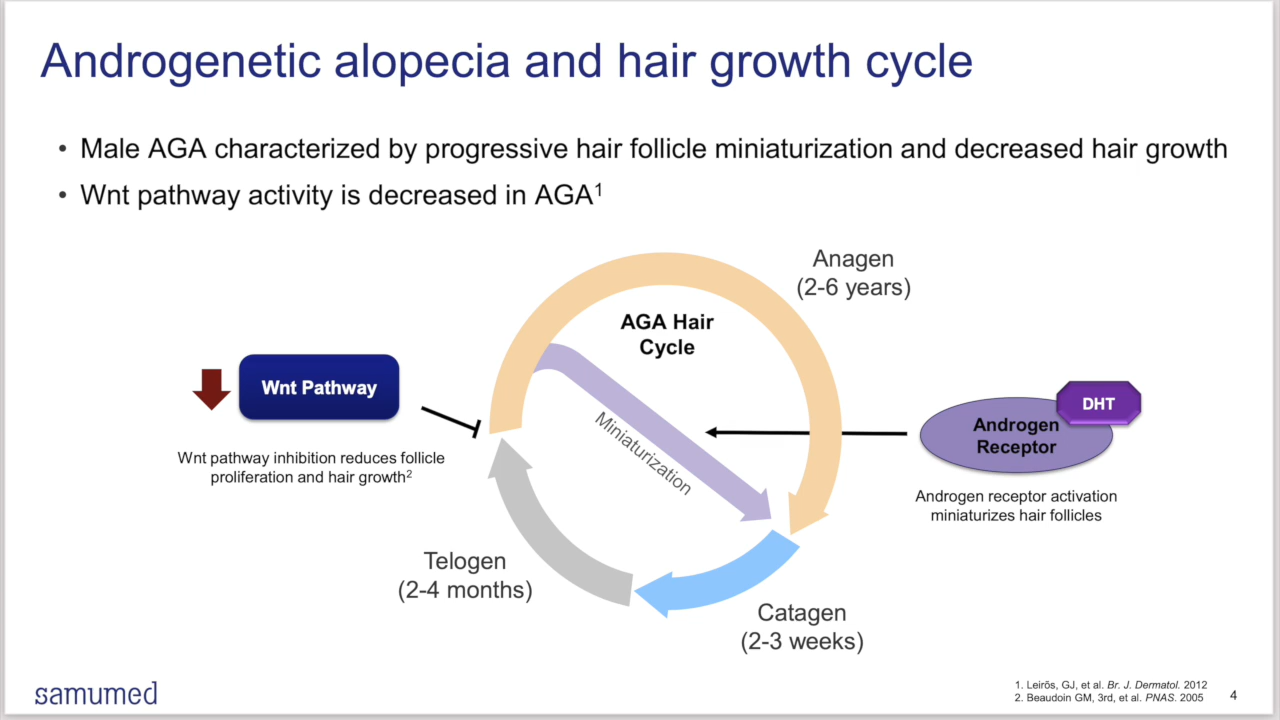 Androgenetic alopecia and hair growth cycle
• Male AGA characterized by progressive hair follicle miniaturization and decreased hair growth
• Wnt pathway activity is decreased in AGA¹
Anagen
(2-6 years)
AGA Hair
Cycle
Wnt Pathway
Wnt pathway inhibition reduces follicle
proliferation and hair growth²
Miniaturization
DHT
Androgen
Receptor
Androgen receptor activation
miniaturizes hair follicles
Telogen
(2-4 months)
Catagen
(2-3 weeks)
samumed
1. Leirõs, GJ, et al. Br. J. Dermatol. 2012
2. Beaudoin GM, 3rd, et al. PNAS. 2005
4